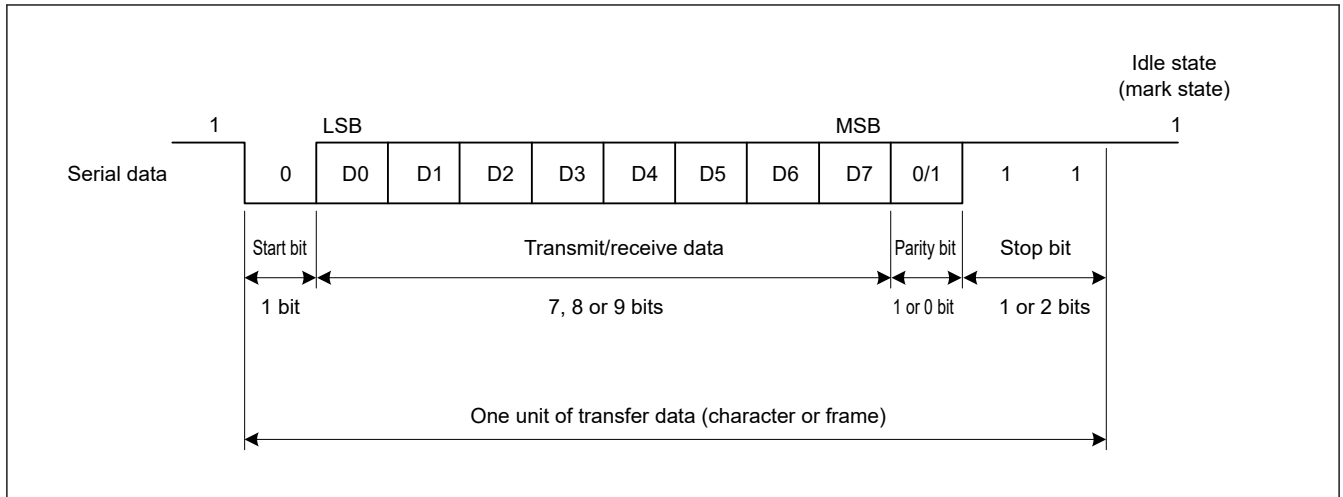 Idle state
(mark state)
1 LSB MSB 1
Serial data 0 D0 D1 D2 D3 D4 D5 D6 D7 0/1 1 1
Start bit Transmit/receive data Parity bit Stop bit
1 bit 7, 8 or 9 bits 1 or 0 bit 1 or 2 bits
One unit of transfer data (character or frame)